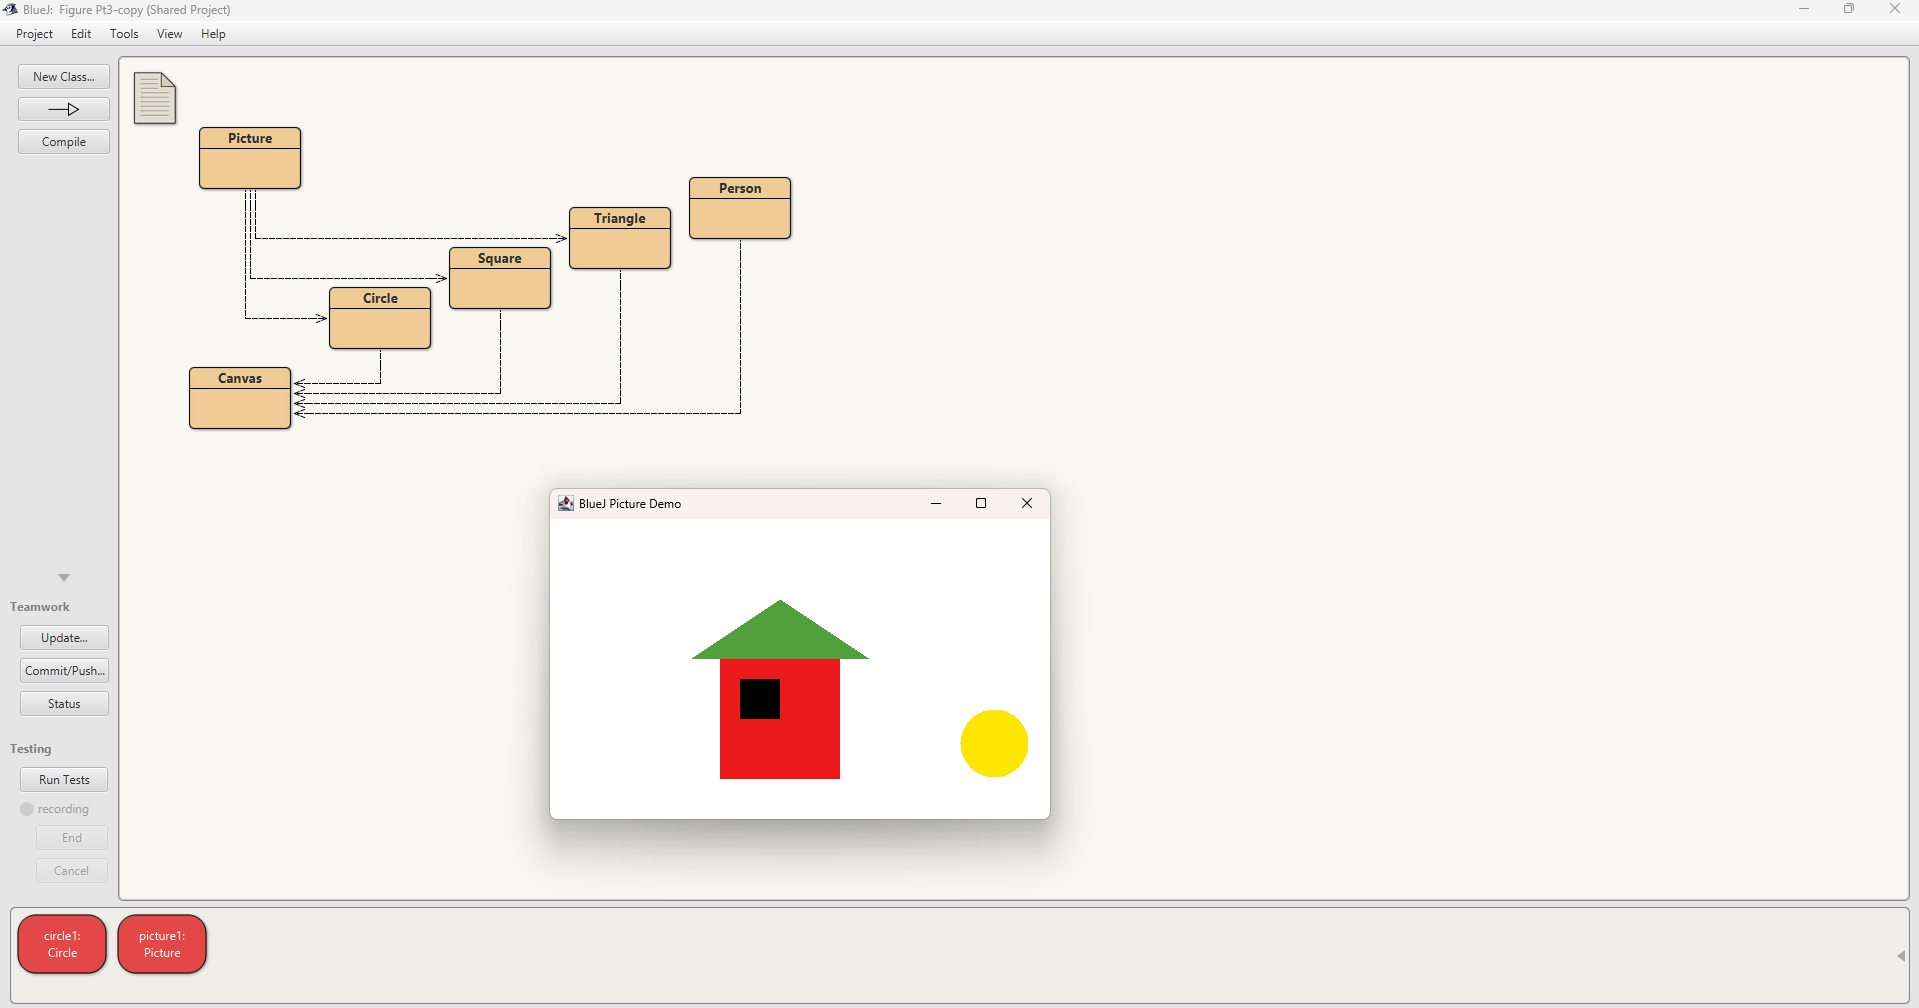 BlueJ: Figure Pt3-copy (Shared Project)
Project Edit Tools View Help
New Class...
Compile
Picture
Person
Triangle
Square
Circle
Canvas
BlueJ Picture Demo
Teamwork
Update...
Commit/Push...
Status
Testing
Run Tests
recording
End
Cancel
circle1:
Circle
picture1:
Picture